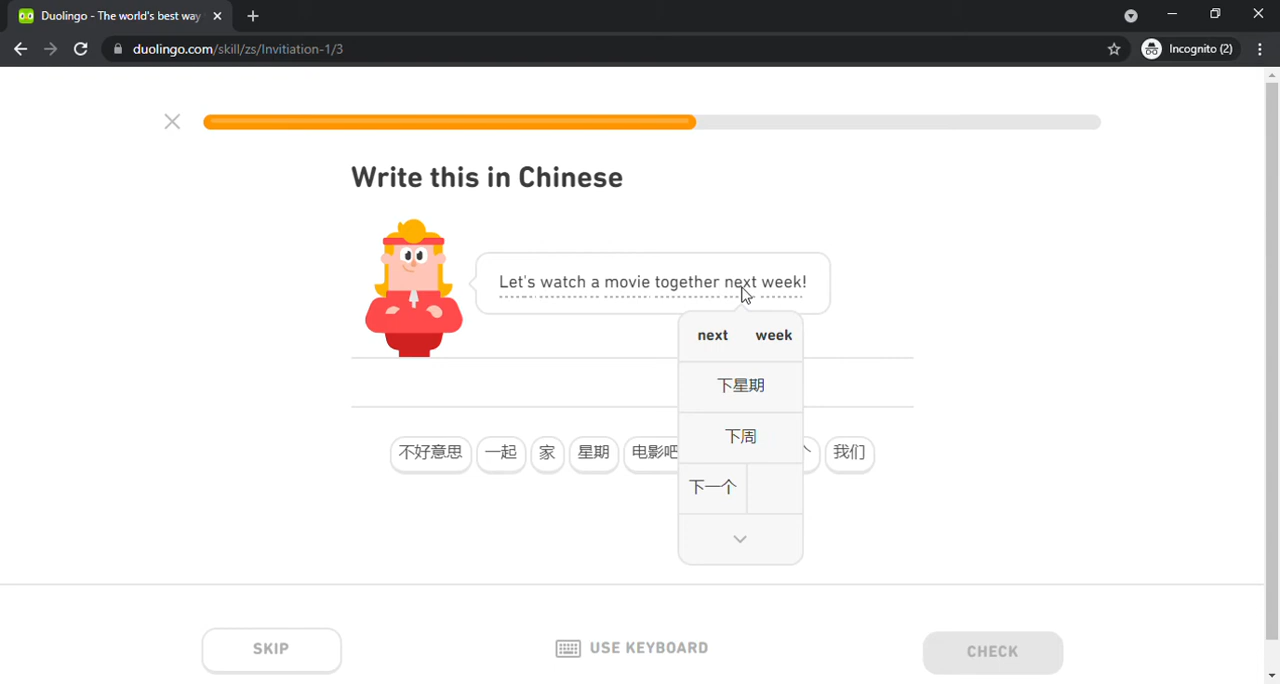 Duolingo - The world's best way
duolingo.com/skill/zs/Invitiation-1/3
Incognito (2)
Write this in Chinese
Let's watch a movie together next week!
next week
下星期
下周
下一个
不好意思 一起 家 星期 电影吧 我们
SKIP
USE KEYBOARD
CHECK